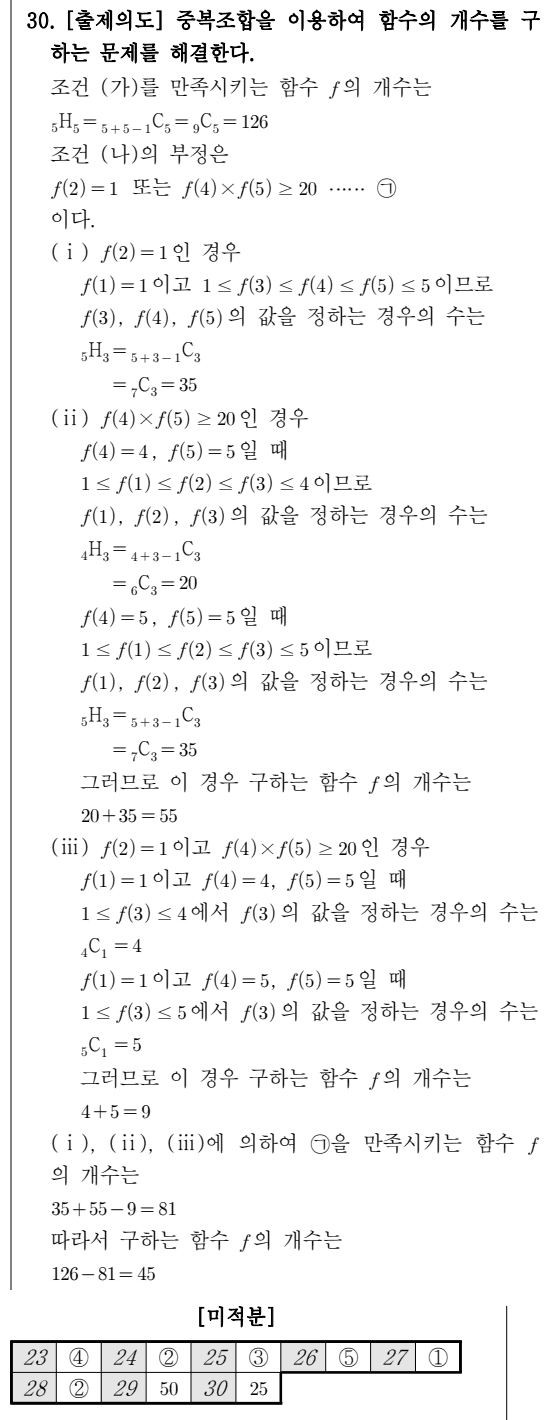 30. [출제의도] 중복조합을 이용하여 함수의 개수를 구
하는 문제를 해결한다.
조건 (가)를 만족시키는 함수 f의 개수는
₅H₅=₅₊₅₋₁C₅=₉C₅=126
조건 (나)의 부정은
f(2)=1 또는 f(4)×f(5)≥20 ······ ㉠
이다.
(ⅰ) f(2)=1인 경우
f(1)=1이고 1≤f(3)≤f(4)≤f(5)≤5이므로
f(3), f(4), f(5)의 값을 정하는 경우의 수는
₅H₃=₅₊₃₋₁C₃
=₇C₃=35
(ⅱ) f(4)×f(5)≥20인 경우
f(4)=4, f(5)=5일 때
1≤f(1)≤f(2)≤f(3)≤4이므로
f(1), f(2), f(3)의 값을 정하는 경우의 수는
₄H₃=₄₊₃₋₁C₃
=₆C₃=20
f(4)=5, f(5)=5일 때
1≤f(1)≤f(2)≤f(3)≤5이므로
f(1), f(2), f(3)의 값을 정하는 경우의 수는
₅H₃=₅₊₃₋₁C₃
=₇C₃=35
그러므로 이 경우 구하는 함수 f의 개수는
20+35=55
(ⅲ) f(2)=1이고 f(4)×f(5)≥20인 경우
f(1)=1이고 f(4)=4, f(5)=5일 때
1≤f(3)≤4에서 f(3)의 값을 정하는 경우의 수는
₄C₁=4
f(1)=1이고 f(4)=5, f(5)=5일 때
1≤f(3)≤5에서 f(3)의 값을 정하는 경우의 수는
₅C₁=5
그러므로 이 경우 구하는 함수 f의 개수는
4+5=9
(ⅰ), (ⅱ), (ⅲ)에 의하여 ㉠을 만족시키는 함수 f
의 개수는
35+55-9=81
따라서 구하는 함수 f의 개수는
126-81=45
[미적분]
23 ④ 24 ② 25 ③ 26 ⑤ 27 ①
28 ② 29 50 30 25